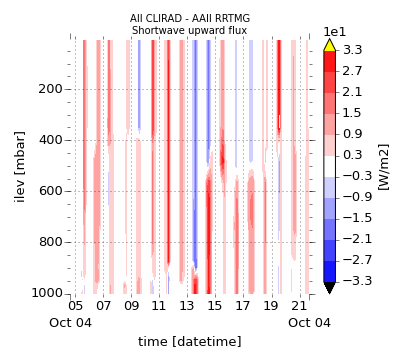 All CLIRAD - AAll RRTMG
Shortwave upward flux
1e1
3.3
2.7
2.1
1.5
0.9
0.3
−0.3
−0.9
−1.5
−2.1
−2.7
−3.3
[W/m2]
200
400
600
800
1000
ilev [mbar]
05 07 09 11 13 15 17 19 21
Oct 04 Oct 04
time [datetime]